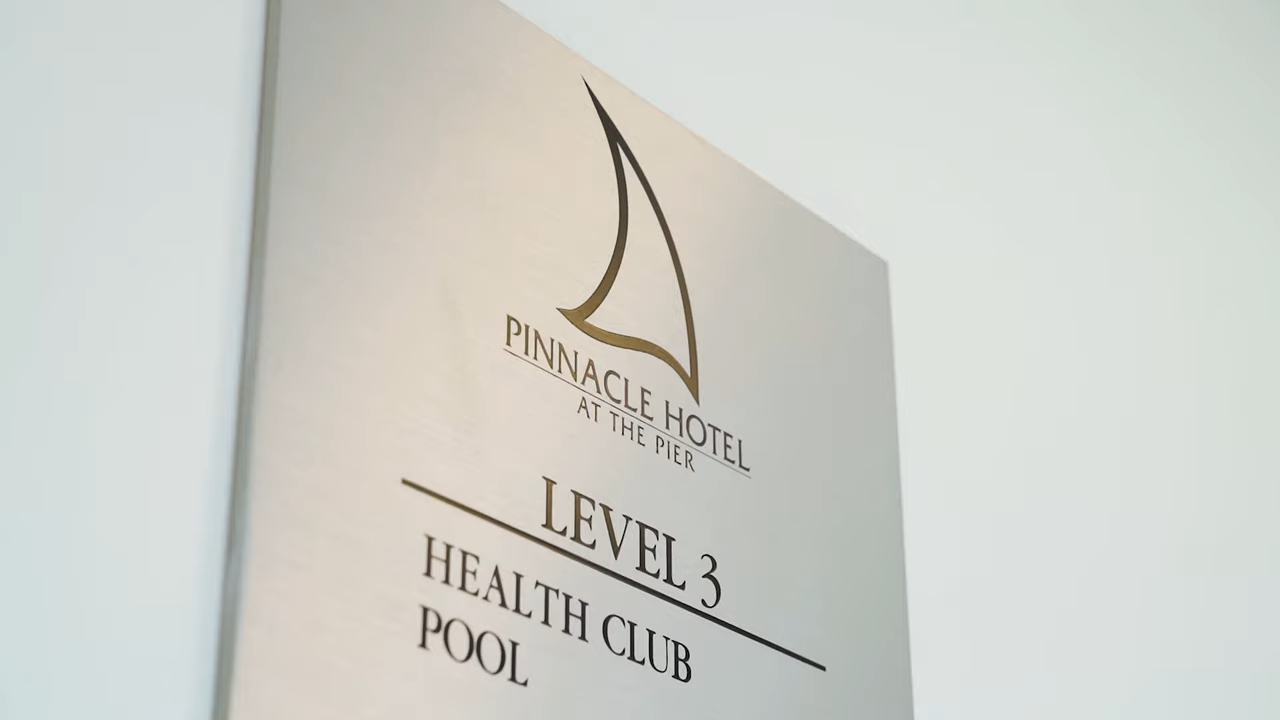 PINNACLE HOTEL
AT THE PIER
LEVEL 3
HEALTH CLUB
POOL